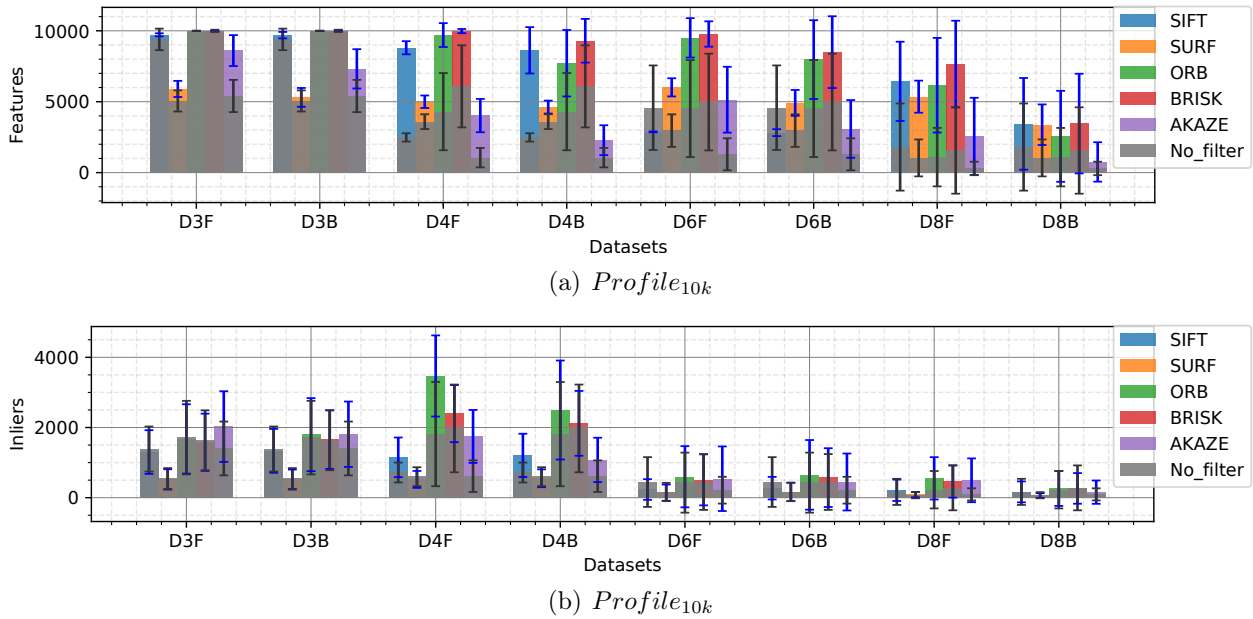 10000
5000
0
Features
D3F D3B D4F D4B D6F D6B D8F D8B
Datasets
SIFT
SURF
ORB
BRISK
AKAZE
No_filter
(a) Profile10k
4000
2000
0
Inliers
D3F D3B D4F D4B D6F D6B D8F D8B
Datasets
SIFT
SURF
ORB
BRISK
AKAZE
No_filter
(b) Profile10k